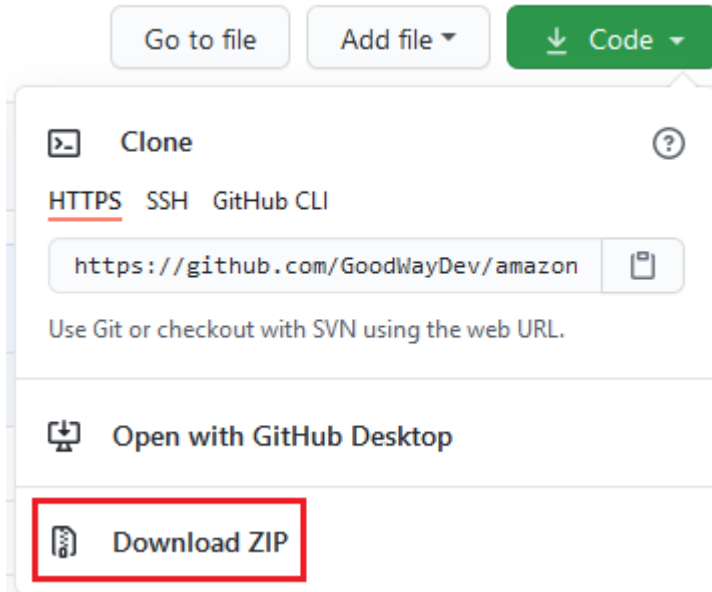 Go to file Add file Code
Clone
HTTPS SSH GitHub CLI
https://github.com/GoodWayDev/amazon
Use Git or checkout with SVN using the web URL.
Open with GitHub Desktop
Download ZIP